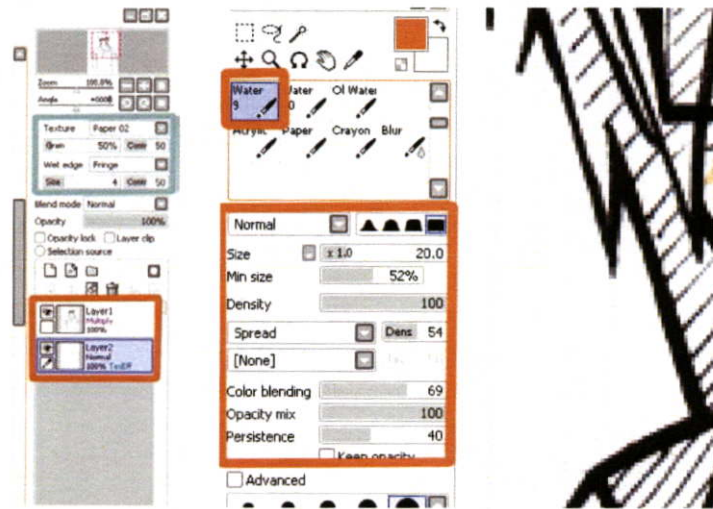 Zoom 100.0%
Angle +000
Texture Paper 02
Grain 50% Contr 50
Wet edge Fringe
Size 4 Contr 50
Blend mode Normal
Opacity 100%
Opacity lock Layer clip
Selection source
Layer1
Multiply
100%
Layer2
Normal
100%
Water
9
Water
0
Oil Water
Acrylic Paper Crayon Blur
Normal
Size x 1.0 20.0
Min size 52%
Density 100
Spread Dens 54
[None]
Color blending 69
Opacity mix 100
Persistence 40
Keep opacity
Advanced